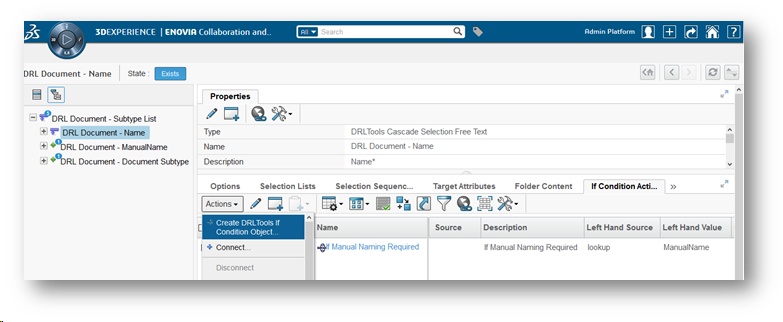 3DEXPERIENCE | ENOVIA Collaboration and..
All
Search
Admin Platform
DRL Document - Name
State :
Exists
DRL Document - Subtype List
DRL Document - Name
DRL Document - ManualName
DRL Document - Document Subtype
Properties
Type DRLTools Cascade Selection Free Text
Name DRL Document - Name
Description Name*
Options Selection Lists Selection Sequenc... Target Attributes Folder Content If Condition Acti... »
Actions
Create DRLTools If
Condition Object...
Connect...
Disconnect
Name Source Description Left Hand Source Left Hand Value
If Manual Naming Required If Manual Naming Required lookup ManualName